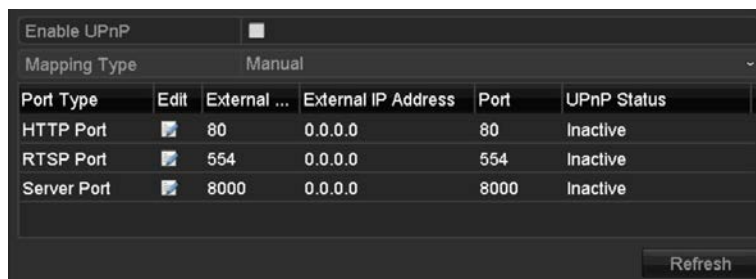 Enable UPnP
Mapping Type Manual
Port Type Edit External ... External IP Address Port UPnP Status
HTTP Port 80 0.0.0.0 80 Inactive
RTSP Port 554 0.0.0.0 554 Inactive
Server Port 8000 0.0.0.0 8000 Inactive
Refresh